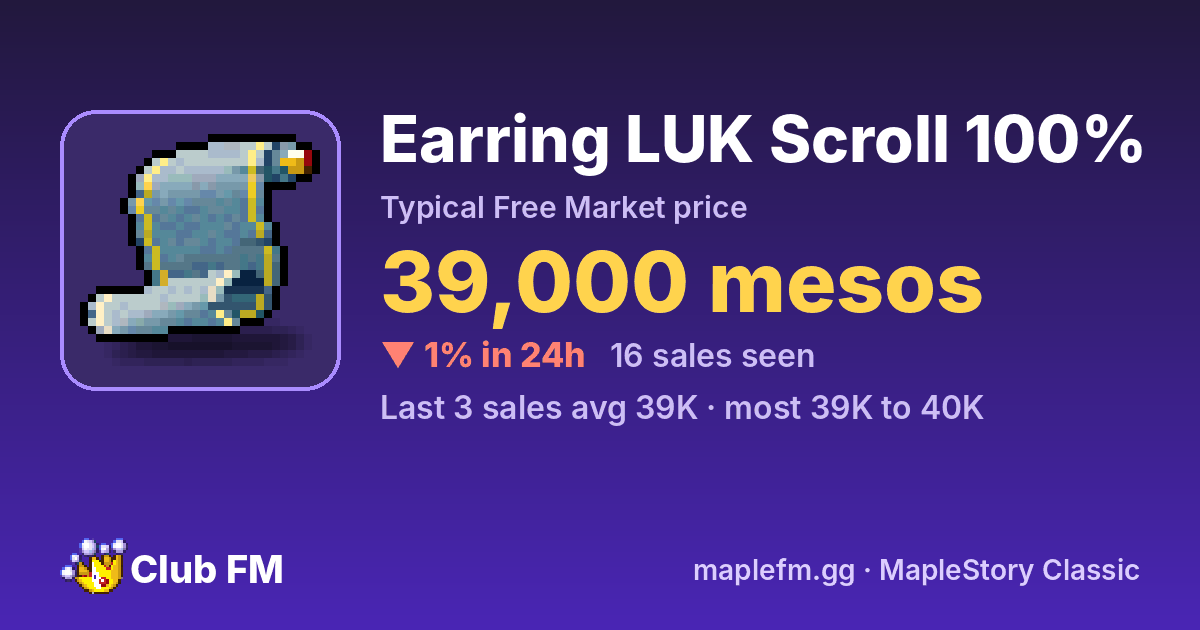 Earring LUK Scroll 100%
Typical Free Market price
39,000 mesos
▼ 1% in 24h 16 sales seen
Last 3 sales avg 39K · most 39K to 40K
Club FM
maplefm.gg · MapleStory Classic